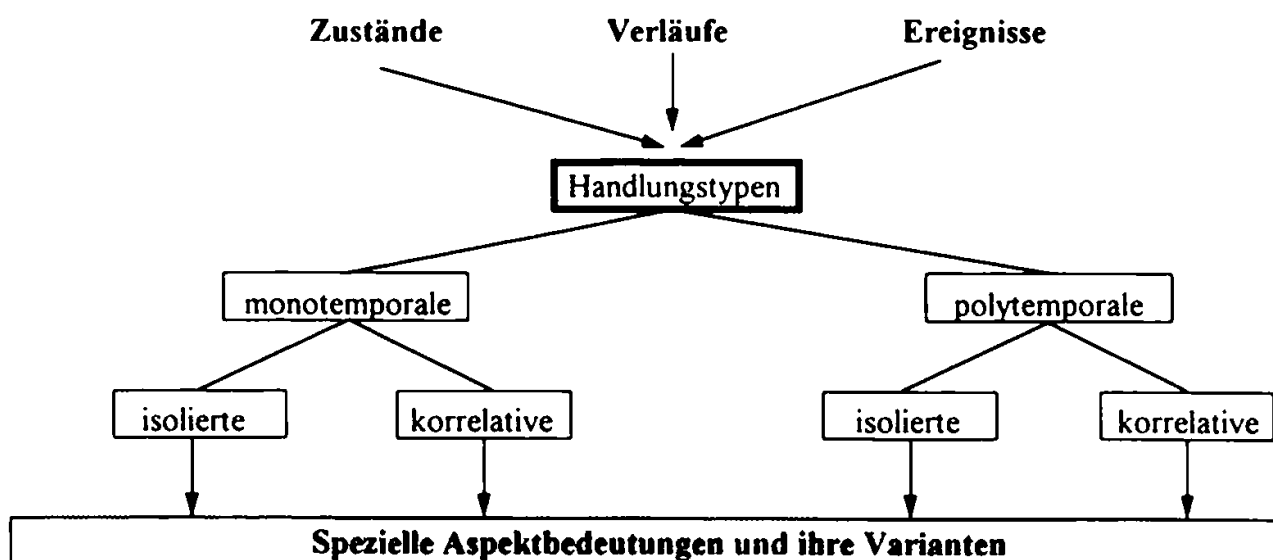 Zustände Verläufe Ereignisse
Handlungstypen
monotemporale polytemporale
isolierte korrelative isolierte korrelative
Spezielle Aspektbedeutungen und ihre Varianten